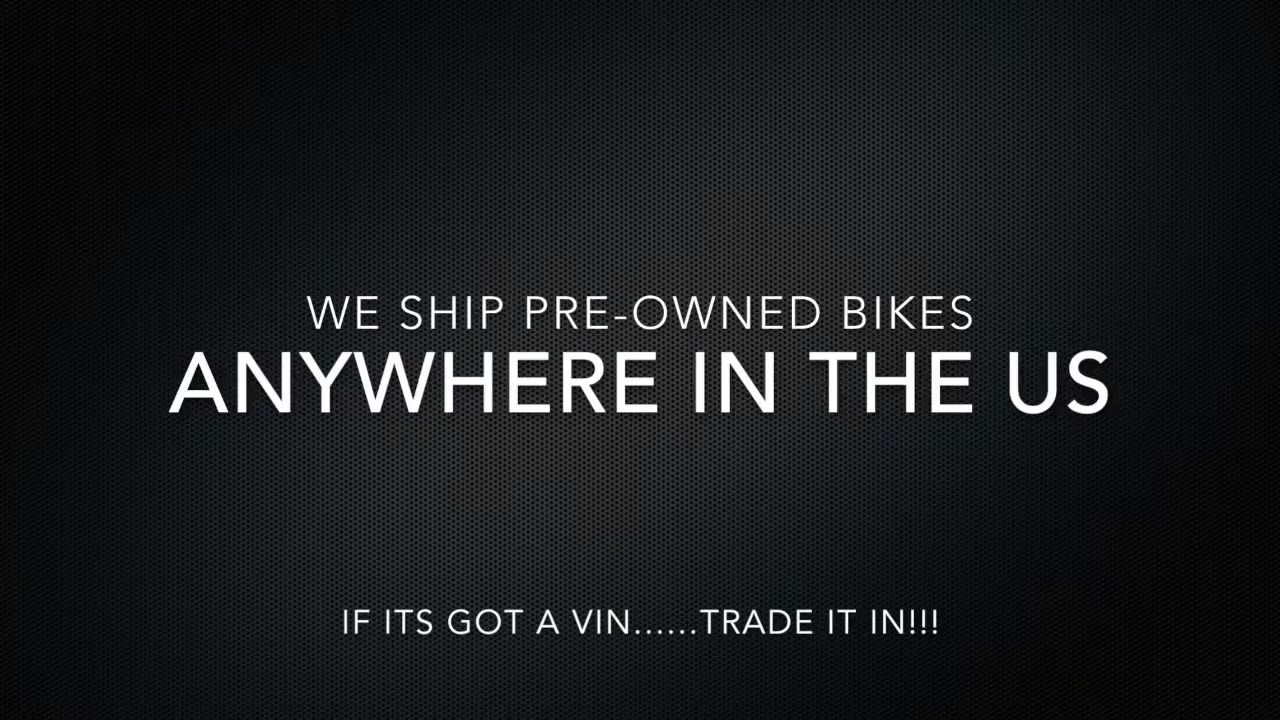 WE SHIP PRE-OWNED BIKES
ANYWHERE IN THE US
IF ITS GOT A VIN......TRADE IT IN!!!